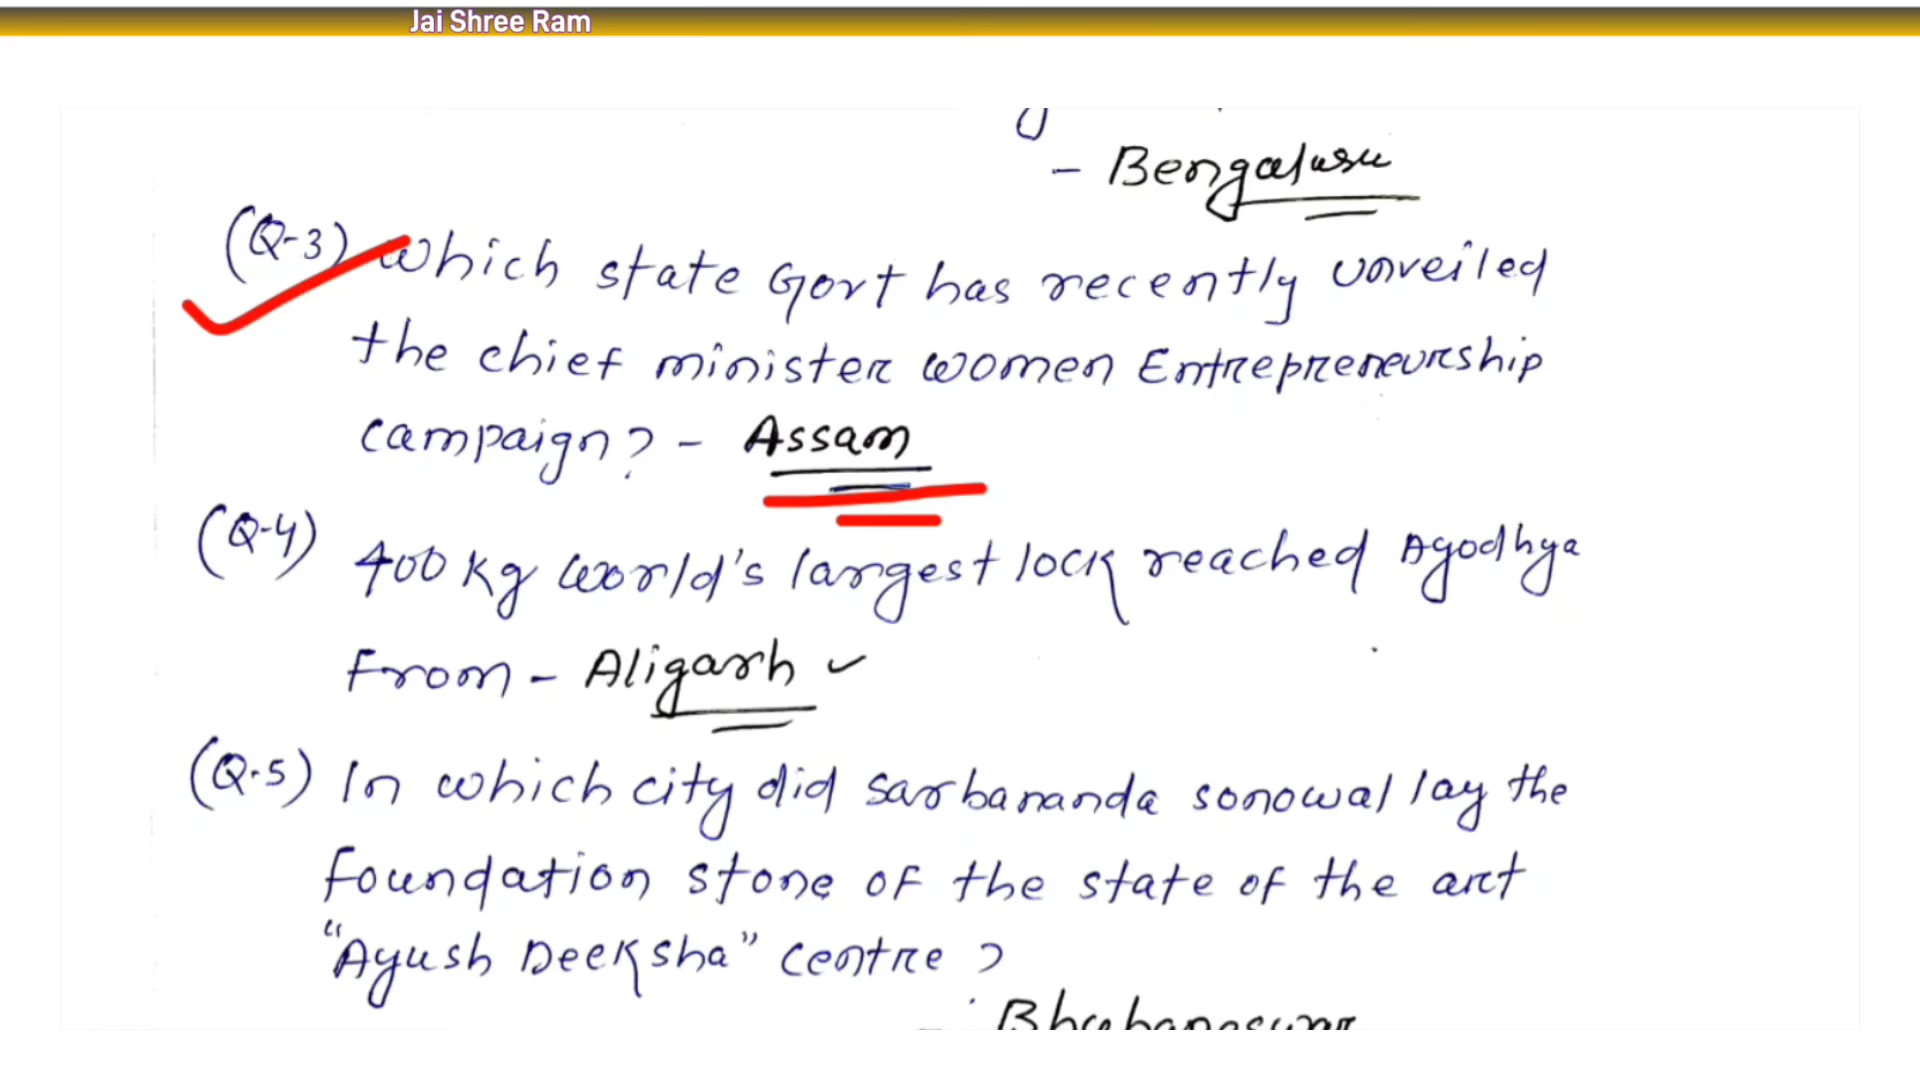 Jai Shree Ram
- Bengaluru
(Q-3) which state Govt has recently unveiled
the chief minister women Entrepreneurship
campaign? - Assam
(Q-4) 400 kg world's largest lock reached Ayodhya
From - Aligarh
(Q-5) In which city did sarbananda sonowal lay the
foundation stone of the state of the art
"Ayush Deeksha" centre?
- Bhubaneswar